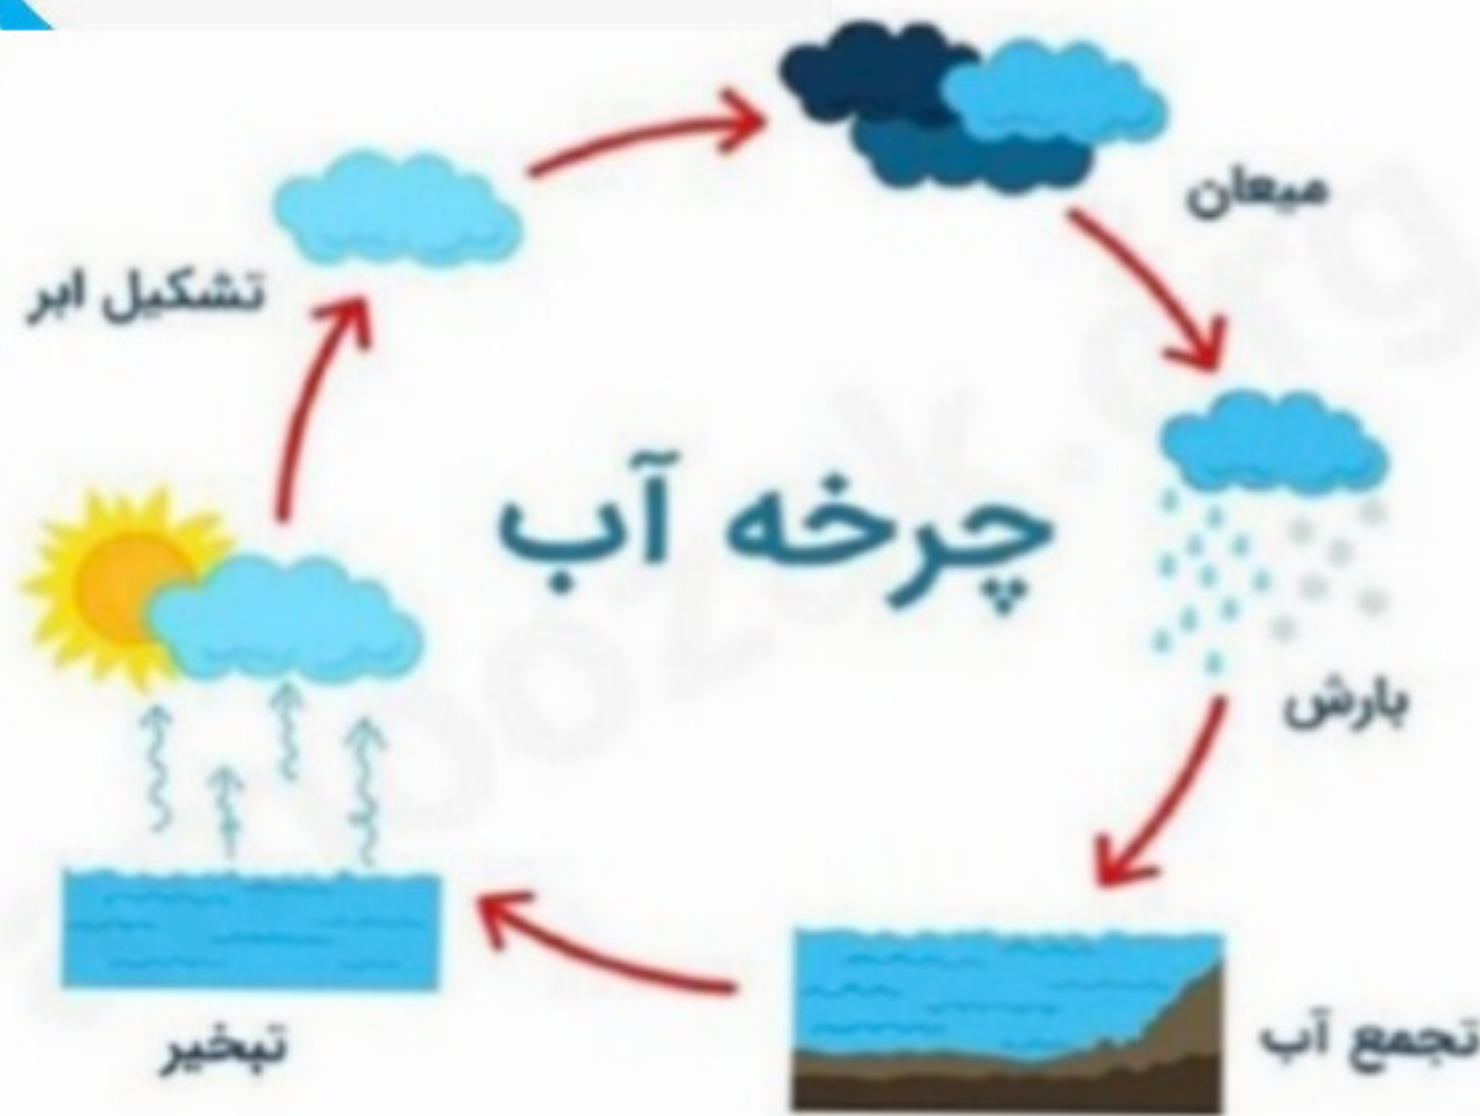 میعان
تشکیل ابر
چرخه آب
بارش
تجمع آب
تبخیر